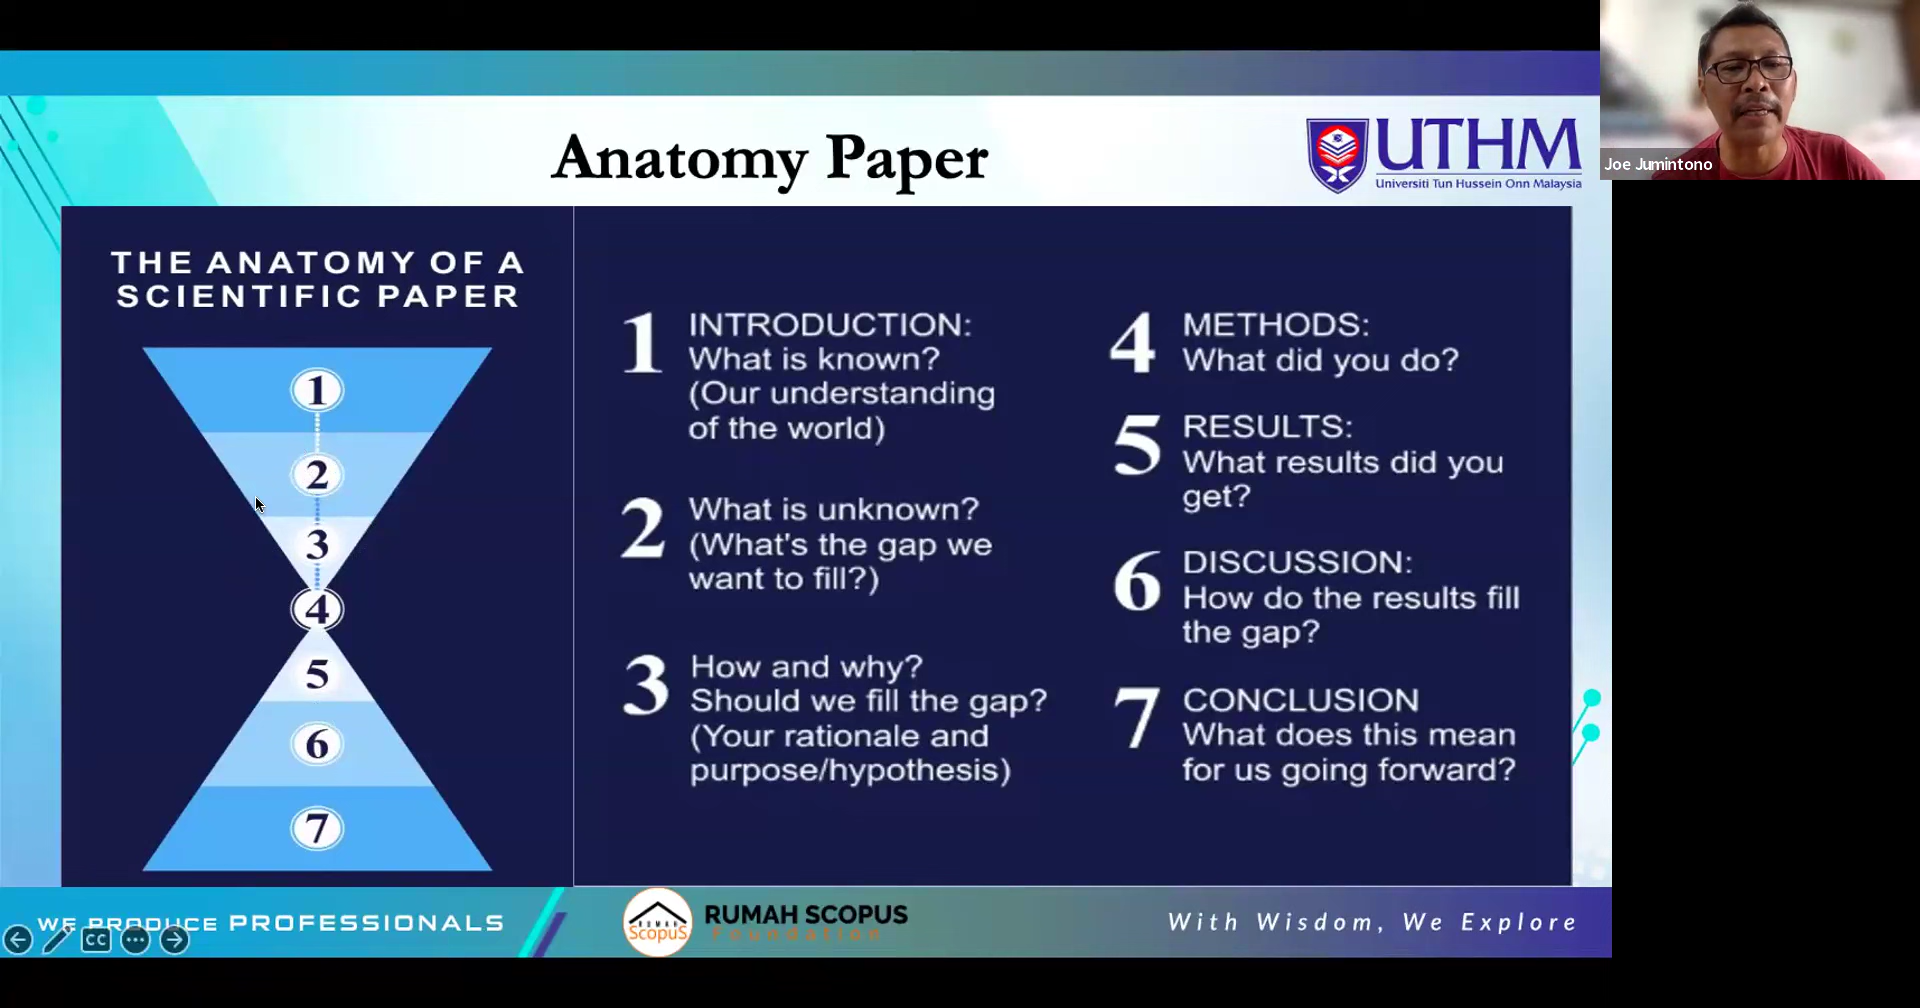 Anatomy Paper
UTHM
Universiti Tun Hussein Onn Malaysia
Joe Jumintono
THE ANATOMY OF A
SCIENTIFIC PAPER
1
2
3
4
5
6
7
1 INTRODUCTION:
What is known?
(Our understanding
of the world)
2 What is unknown?
(What's the gap we
want to fill?)
3 How and why?
Should we fill the gap?
(Your rationale and
purpose/hypothesis)
4 METHODS:
What did you do?
5 RESULTS:
What results did you
get?
6 DISCUSSION:
How do the results fill
the gap?
7 CONCLUSION
What does this mean
for us going forward?
WE PRODUCE PROFESSIONALS
CC
RUMAH
ScopuS
RUMAH SCOPUS
Foundation
With Wisdom, We Explore